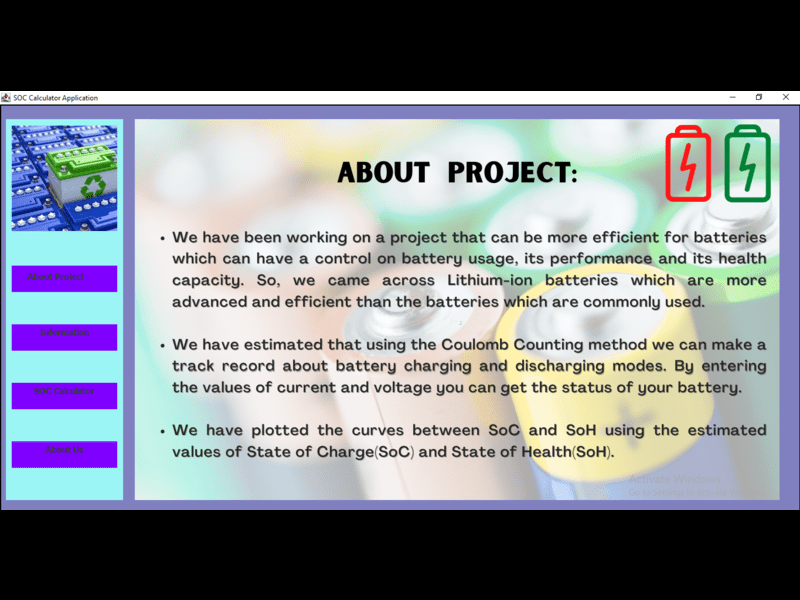 SOC Calculator Application
ABOUT PROJECT:
• We have been working on a project that can be more efficient for batteries
which can have a control on battery usage, its performance and its health
capacity. So, we came across Lithium-ion batteries which are more
advanced and efficient than the batteries which are commonly used.
• We have estimated that using the Coulomb Counting method we can make a
track record about battery charging and discharging modes. By entering
the values of current and voltage you can get the status of your battery.
• We have plotted the curves between SoC and SoH using the estimated
values of State of Charge(SoC) and State of Health(SoH).
About Project
Information
SOC Calculator
About Us
Activate Windows